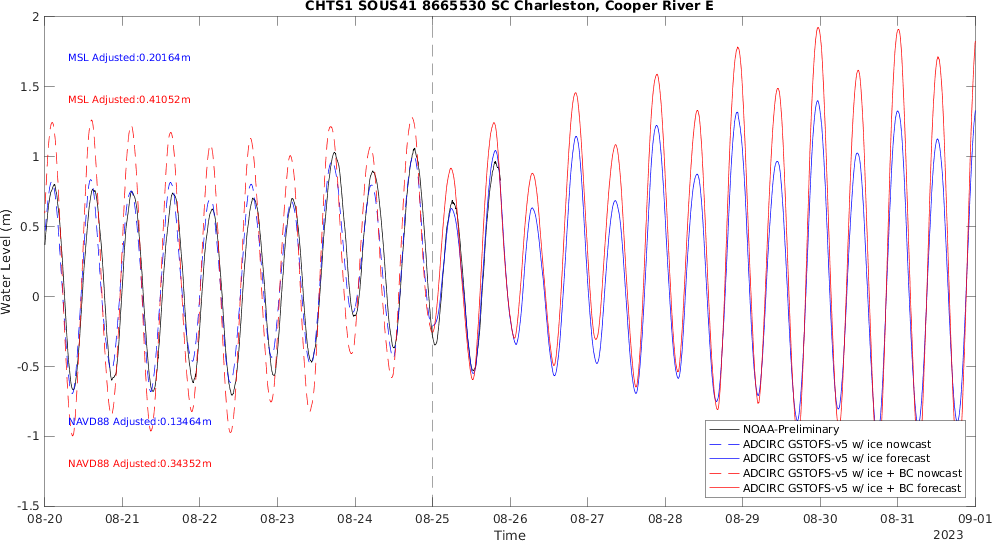 CHTS1 SOUS41 8665530 SC Charleston, Cooper River E
Water Level (m)
2
1.5
1
0.5
0
-0.5
-1
-1.5
MSL Adjusted:0.20164m
MSL Adjusted:0.41052m
NAVD88 Adjusted:0.13464m
NAVD88 Adjusted:0.34352m
NOAA-Preliminary
ADCIRC GSTOFS-v5 w/ ice nowcast
ADCIRC GSTOFS-v5 w/ ice forecast
ADCIRC GSTOFS-v5 w/ ice + BC nowcast
ADCIRC GSTOFS-v5 w/ ice + BC forecast
08-20 08-21 08-22 08-23 08-24 08-25 08-26 08-27 08-28 08-29 08-30 08-31 09-01
Time
2023